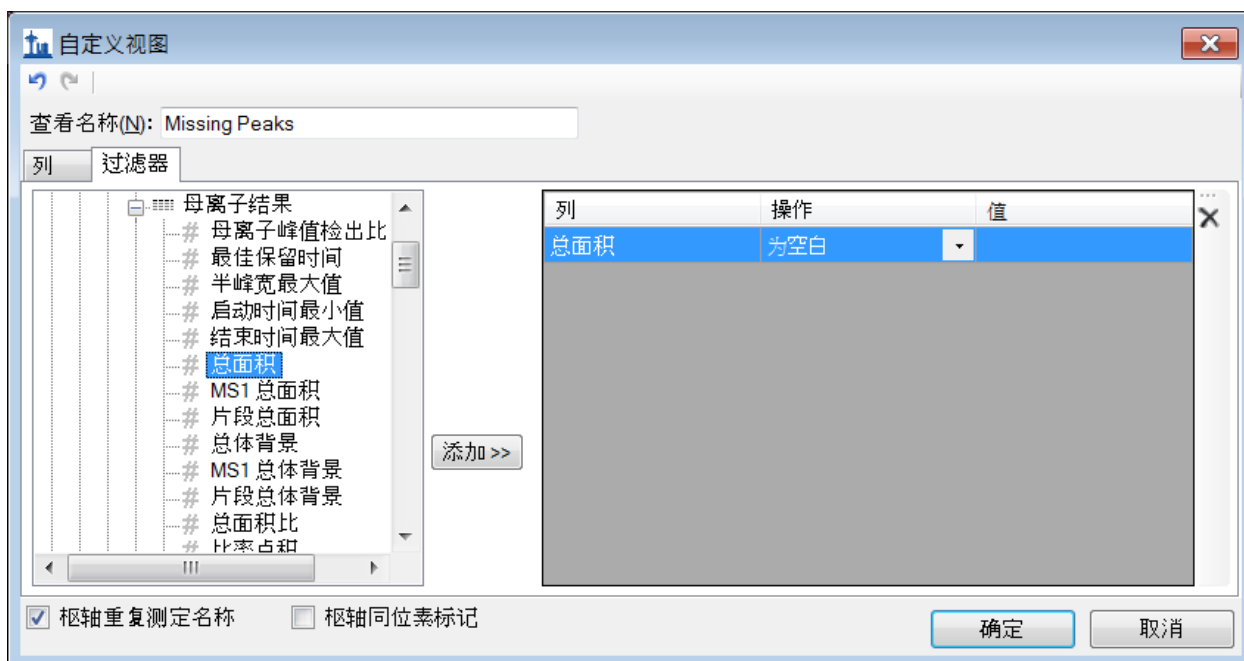 自定义视图
查看名称(N): Missing Peaks
列
过滤器
母离子结果
母离子峰值检出比
最佳保留时间
半峰宽最大值
启动时间最小值
结束时间最大值
总面积
MS1 总面积
片段总面积
总体背景
MS1 总体背景
片段总体背景
总面积比
比率点积
添加 >>
列 操作 值
总面积 为空白
枢轴重复测定名称 枢轴同位素标记
确定 取消